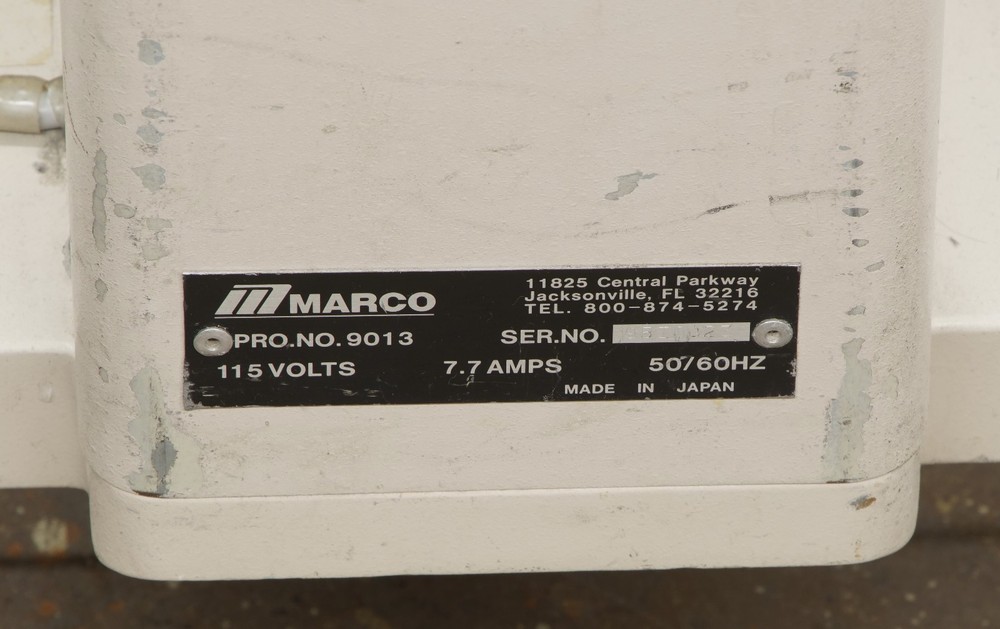 MARCO
11825 Central Parkway
Jacksonville, FL 32216
TEL. 800-874-5274
PRO.NO. 9013 SER.NO.
115 VOLTS 7.7 AMPS 50/60HZ
MADE IN JAPAN